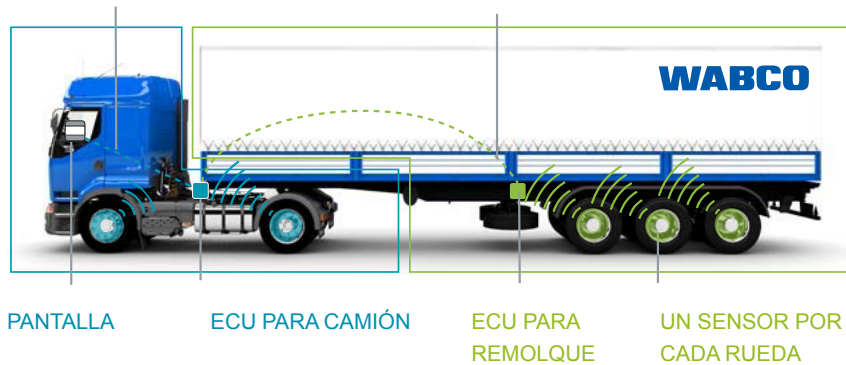 WABCO
PANTALLA
ECU PARA CAMIÓN
ECU PARA
REMOLQUE
UN SENSOR POR
CADA RUEDA